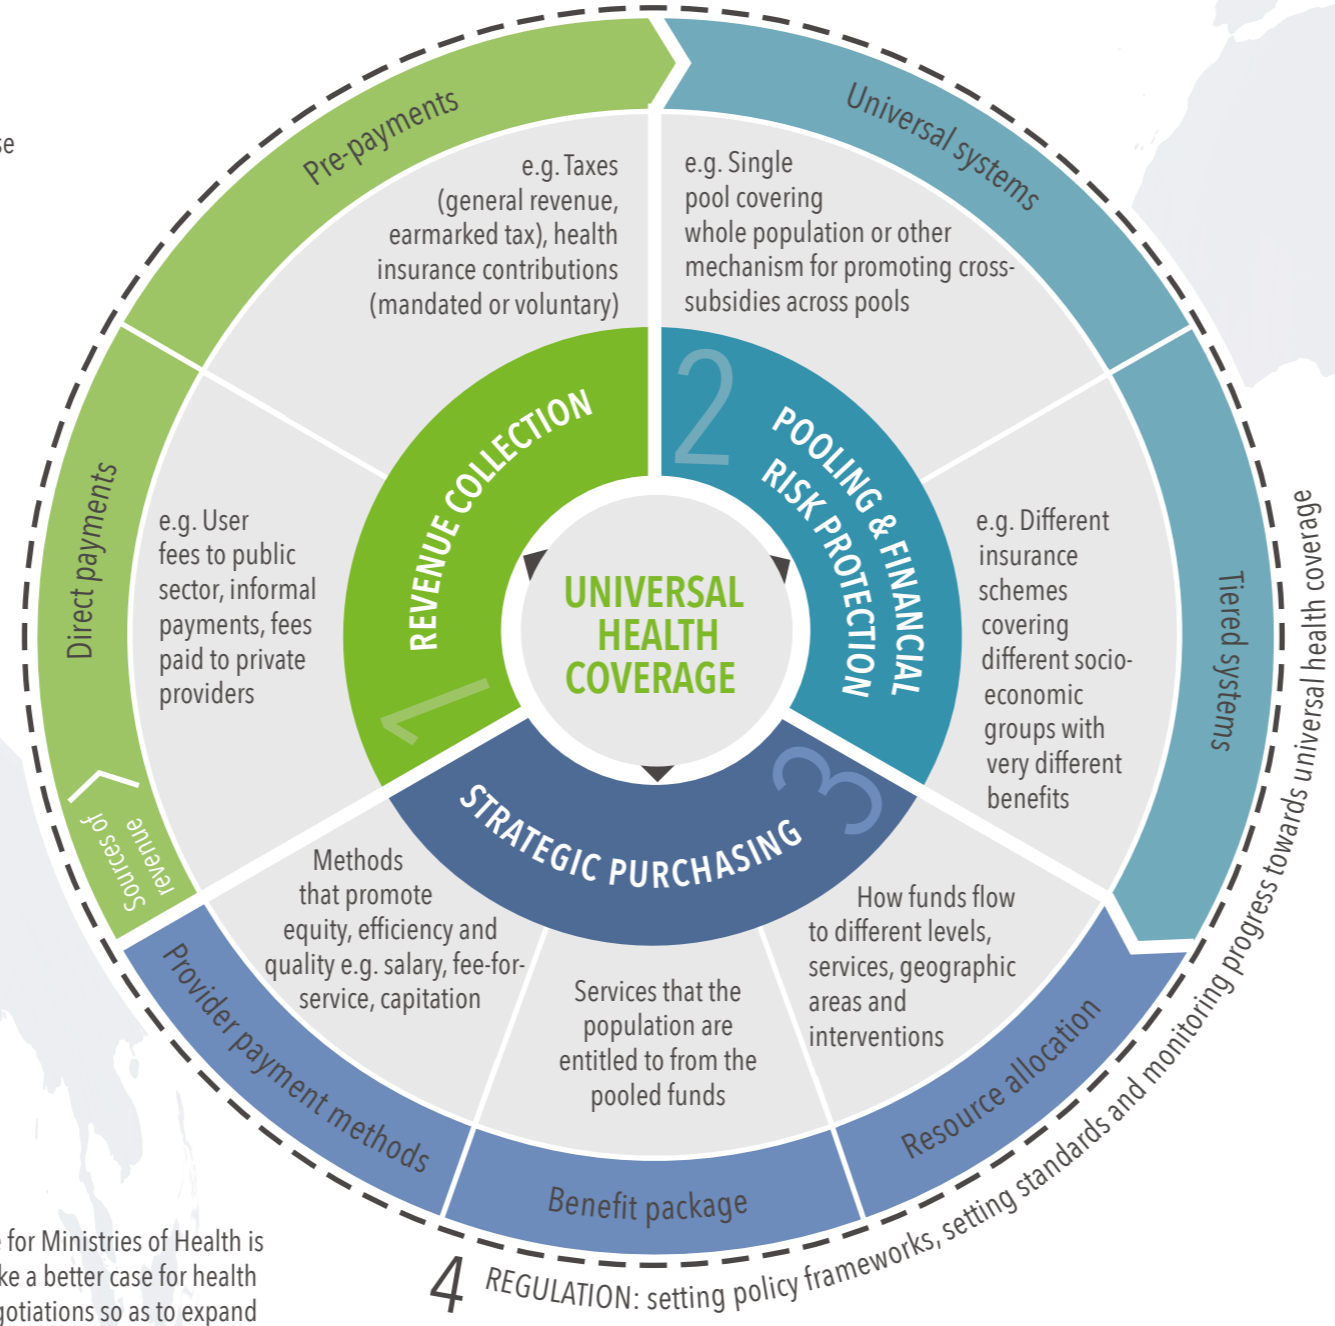 se
Pre-payments
e.g. Taxes
(general revenue,
earmarked tax), health
insurance contributions
(mandated or voluntary)
Universal systems
e.g. Single
pool covering
whole population or other
mechanism for promoting cross-
subsidies across pools
Direct payments
e.g. User
fees to public
sector, informal
payments, fees
paid to private
providers
Sources of
revenue
1
REVENUE COLLECTION
2
POOLING & FINANCIAL
RISK PROTECTION
UNIVERSAL
HEALTH
COVERAGE
Tiered systems
e.g. Different
insurance
schemes
covering
different socio-
economic
groups with
very different
benefits
3
STRATEGIC PURCHASING
Provider payment methods
Methods
that promote
equity, efficiency and
quality e.g. salary, fee-for-
service, capitation
Benefit package
Services that the
population are
entitled to from the
pooled funds
Resource allocation
How funds flow
to different levels,
services, geographic
areas and
interventions
4 REGULATION: setting policy frameworks, setting standards and monitoring progress towards universal health coverage
for Ministries of Health is
ke a better case for health
gotiations so as to expand